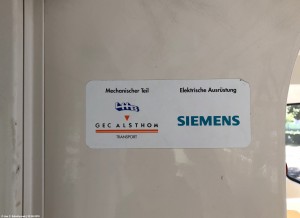 Mechanischer Teil
Elektrische Ausrüstung
LHB
GEC ALSTHOM
TRANSPORT
SIEMENS